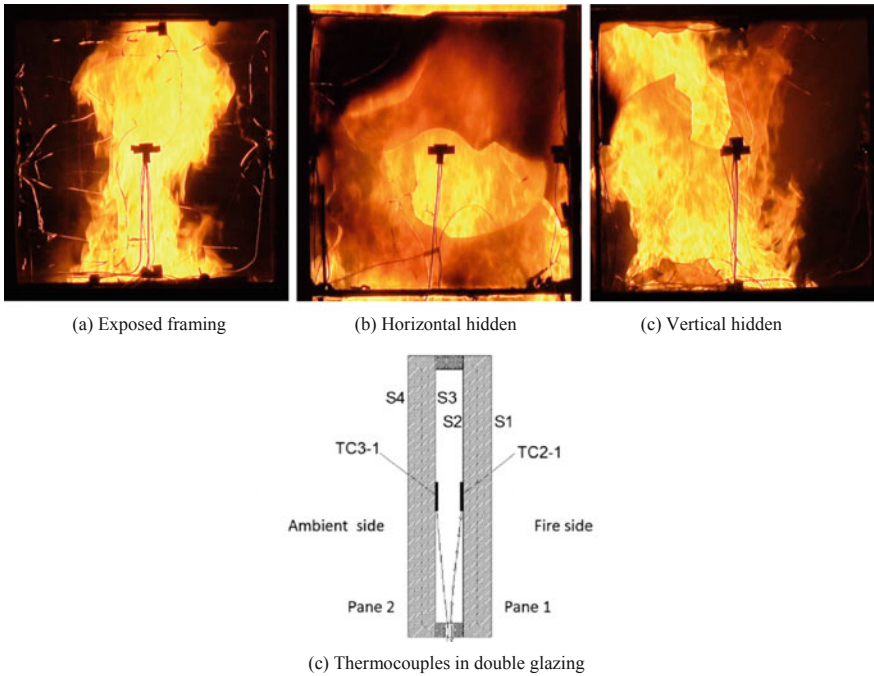 (a) Exposed framing
(b) Horizontal hidden
(c) Vertical hidden
S4
S3
S2
S1
TC3-1
TC2-1
Ambient side
Fire side
Pane 2
Pane 1
(c) Thermocouples in double glazing